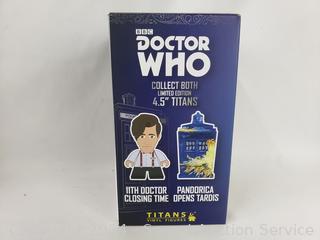 BBC
DOCTOR
WHO
COLLECT BOTH
LIMITED EDITION
4.5" TITANS
11TH DOCTOR
CLOSING TIME
PANDORICA
OPENS TARDIS
TITANS
VINYL FIGURES